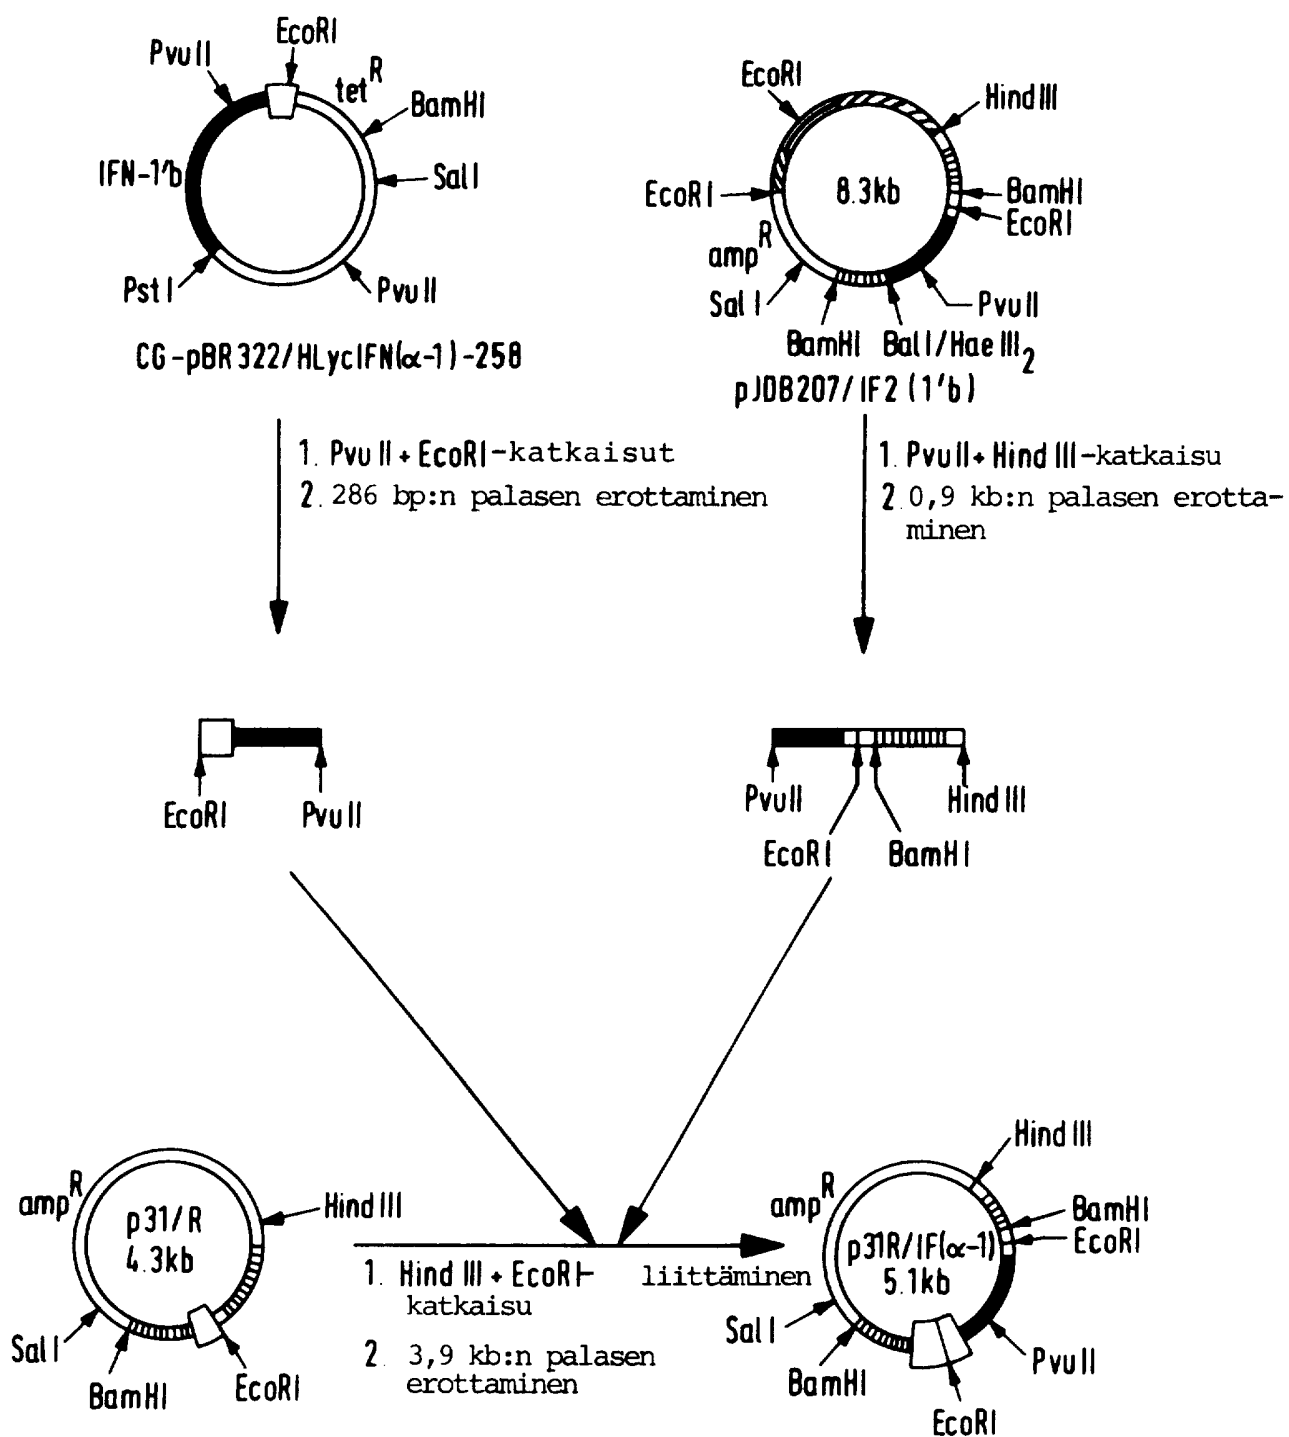 EcoRI
PvuII
tet^R
BamHI
IFN-1'b
SalI
PstI
PvuII
CG-pBR322/HLycIFN(α-1)-258
EcoRI
HindIII
EcoRI
8.3kb
BamHI
EcoRI
amp^R
SalI
PvuII
BamHI BalI/HaeIII₂
pJDB207/IF2(1'b)
1. PvuII + EcoRI-katkaisut
2. 286 bp:n palasen erottaminen
1. PvuII + HindIII-katkaisu
2. 0,9 kb:n palasen erotta-
minen
EcoRI
PvuII
PvuII
HindIII
EcoRI
BamHI
amp^R
p31/R
4.3kb
HindIII
SalI
BamHI
EcoRI
1. HindIII + EcoRI-
katkaisu
2. 3,9 kb:n palasen
erottaminen
liittäminen
HindIII
amp^R
BamHI
EcoRI
p31R/IF(α-1)
5.1kb
SalI
BamHI
PvuII
EcoRI